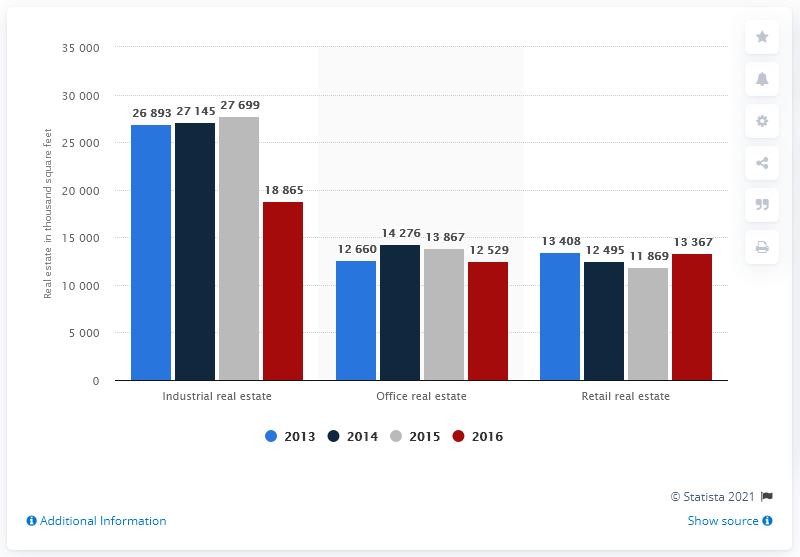 35 000
30 000
25 000
20 000
15 000
10 000
5 000
0
Real estate in thousand square feet
26 893 27 145 27 699 18 865
12 660 14 276 13 867 12 529
13 408 12 495 11 869 13 367
Industrial real estate Office real estate Retail real estate
2013 2014 2015 2016
© Statista 2021
Additional Information Show source